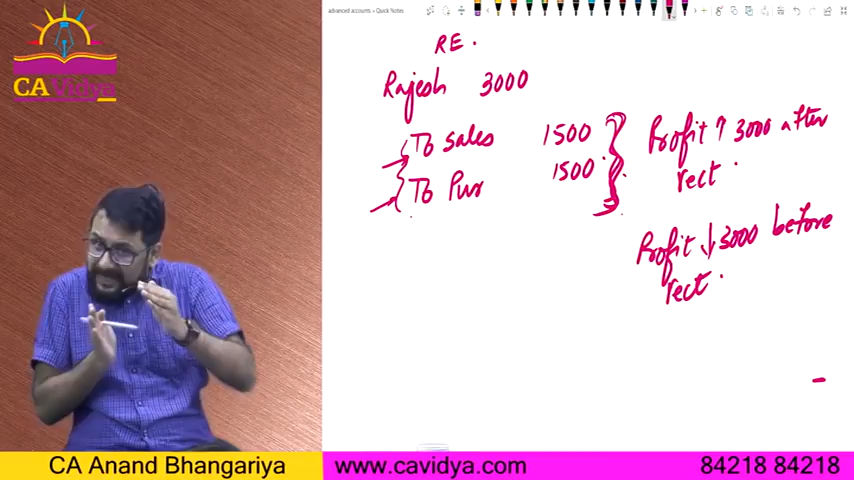 advanced accounts - Quick Notes
CA Vidya
RE.
Rajesh 3000
To Sales 1500
To Pur 1500
Profit ↑ 3000 after
rect.
Profit ↓ 3000 before
rect.
CA Anand Bhangariya
www.cavidya.com
84218 84218